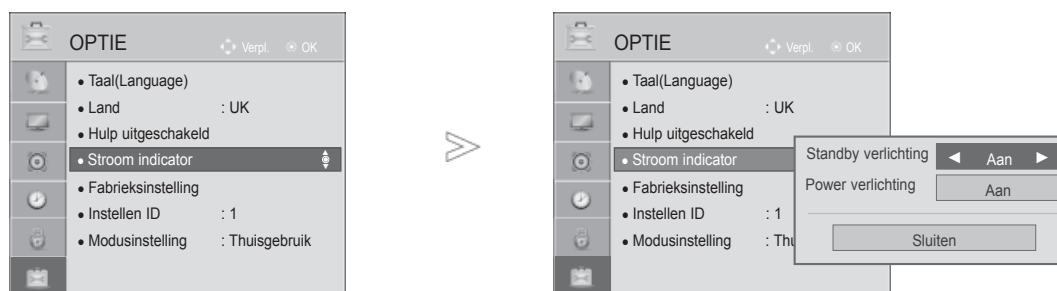 OPTIE
Verpl. OK
• Taal(Language)
• Land : UK
• Hulp uitgeschakeld
• Stroom indicator
• Fabrieksinstelling
• Instellen ID : 1
• Modusinstelling : Thuisgebruik
OPTIE
Verpl. OK
• Taal(Language)
• Land : UK
• Hulp uitgeschakeld
• Stroom indicator
• Fabrieksinstelling
• Instellen ID : 1
• Modusinstelling : Thu
Standby verlichting ◄ Aan ►
Power verlichting Aan
Sluiten